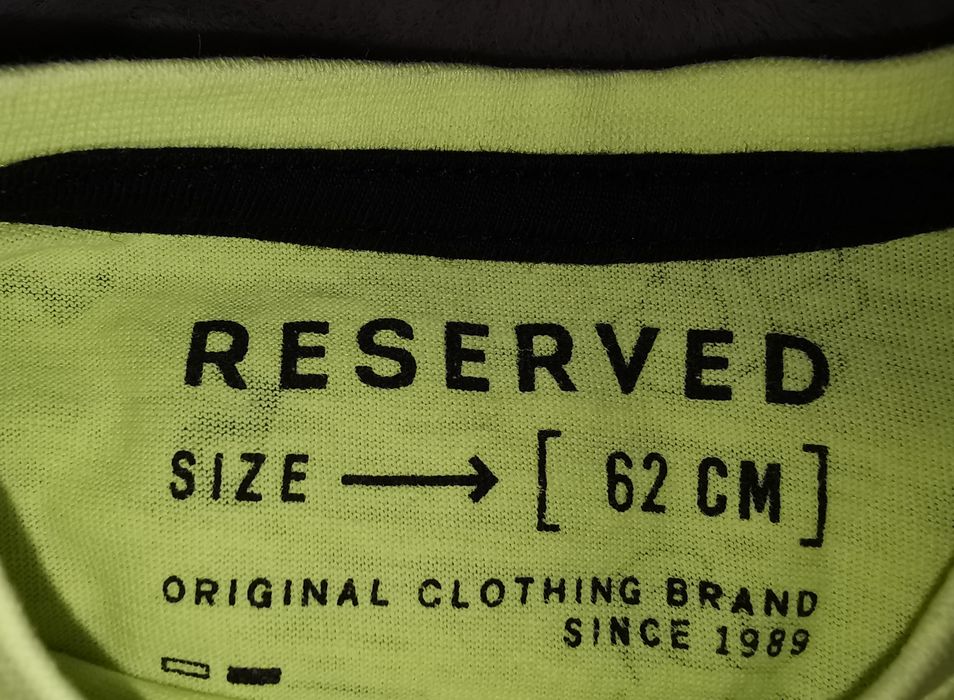 RESERVED
SIZE → [ 62 CM ]
ORIGINAL CLOTHING BRAND
SINCE 1989